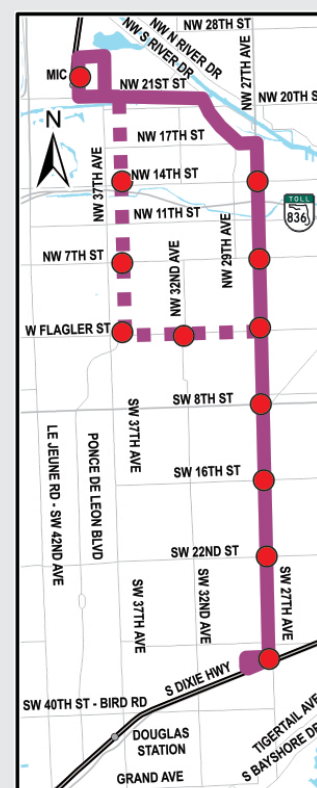 NW 28TH ST
NW N RIVER DR
NW S RIVER DR
MIC
NW 21ST ST
NW 27TH AVE
NW 20TH S
N
NW 17TH ST
NW 37TH AVE
NW 14TH ST
TOLL
836
NW 11TH ST
NW 29TH AVE
NW 32ND AVE
NW 7TH ST
W FLAGLER ST
SW 8TH ST
LE JEUNE RD - SW 42ND AVE
PONCE DE LEON BLVD
SW 37TH AVE
SW 16TH ST
SW 22ND ST
SW 37TH AVE
SW 32ND AVE
SW 27TH AVE
S DIXIE HWY
SW 40TH ST - BIRD RD
DOUGLAS
STATION
TIGERTAIL AVE
S BAYSHORE DR
GRAND AVE